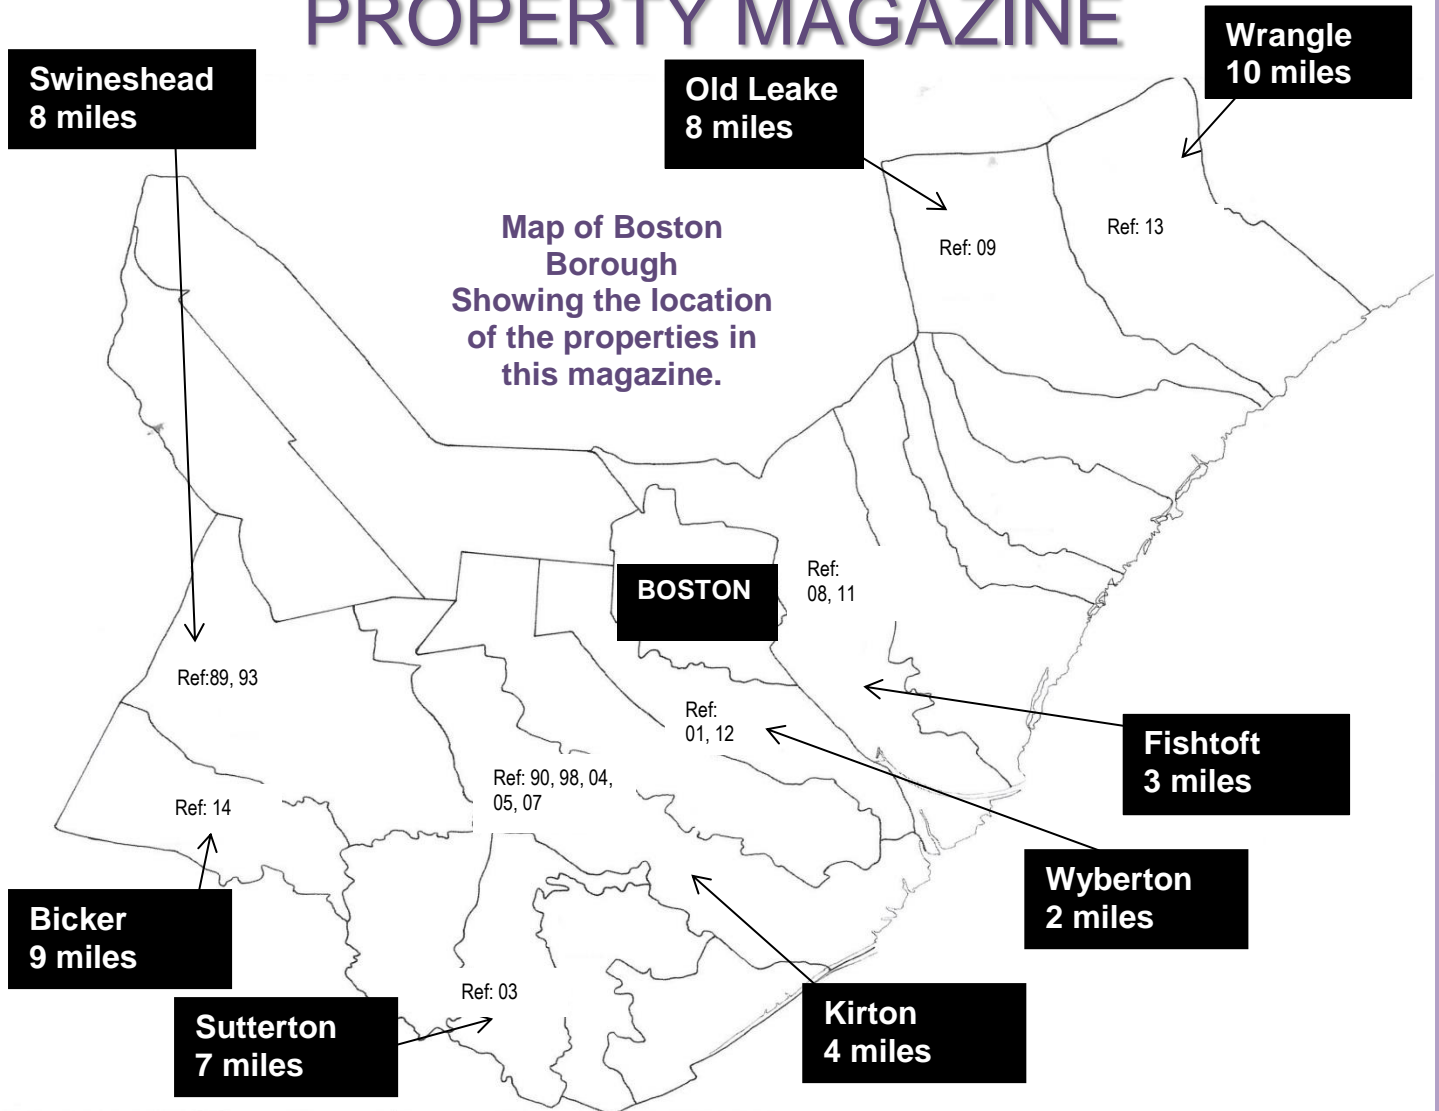 PROPERTY MAGAZINE
Wrangle
10 miles
Swineshead
8 miles
Old Leake
8 miles
Map of Boston
Borough
Showing the location
of the properties in
this magazine.
Ref: 13
Ref: 09
Ref:
08, 11
BOSTON
Ref:89, 93
Ref:
01, 12
Fishtoft
3 miles
Ref: 90, 98, 04,
05, 07
Ref: 14
Wyberton
2 miles
Bicker
9 miles
Ref: 03
Kirton
4 miles
Sutterton
7 miles